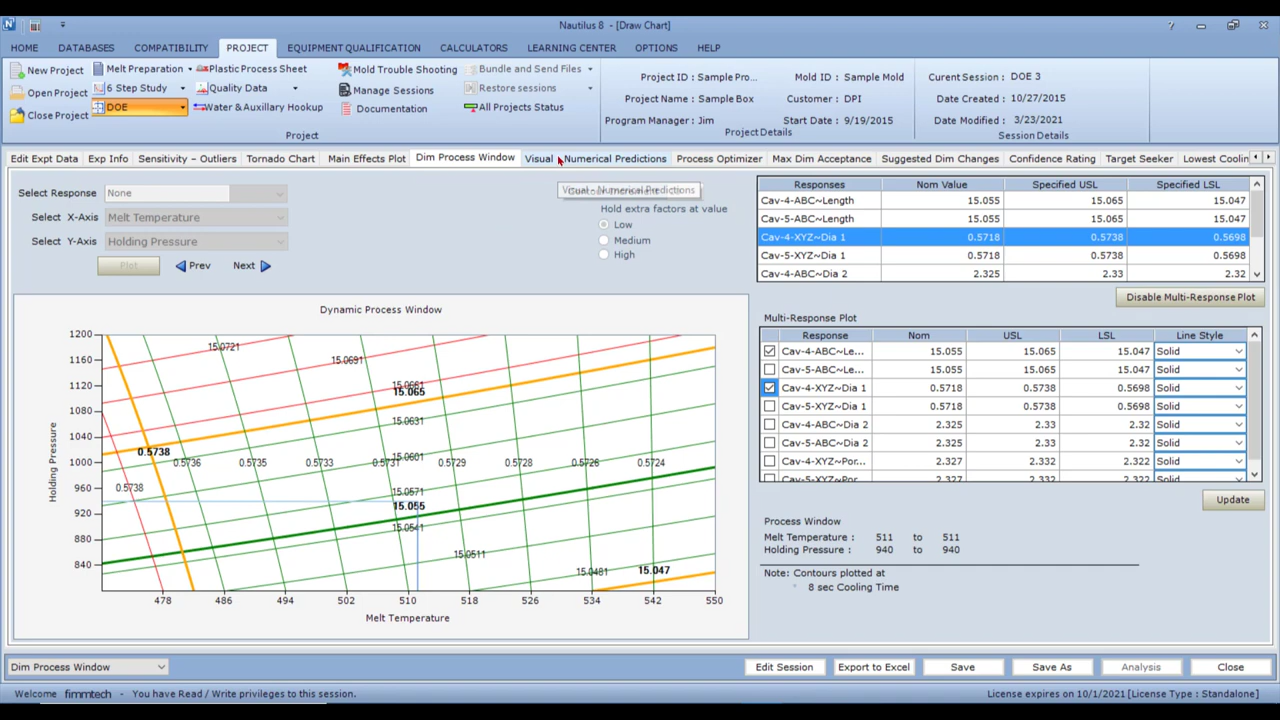 Nautilus 8 - [Draw Chart]
HOME DATABASES COMPATIBILITY PROJECT EQUIPMENT QUALIFICATION CALCULATORS LEARNING CENTER OPTIONS HELP
New Project Melt Preparation Plastic Process Sheet Mold Trouble Shooting Bundle and Send Files
Open Project 6 Step Study Quality Data Manage Sessions Restore sessions
Close Project DOE Water & Auxillary Hookup Documentation All Projects Status
Project
Project ID : Sample Pro... Mold ID : Sample Mold Curent Session : DOE 3
Project Name : Sample Box Customer : DPI Date Created : 10/27/2015
Program Manager : Jim Start Date : 9/19/2015 Date Modified : 3/23/2021
Project Details Session Details
Edit Expt Data Exp Info Sensitivity - Outliers Tornado Chart Main Effects Plot Dim Process Window Visual Numerical Predictions Process Optimizer Max Dim Acceptance Suggested Dim Changes Confidence Rating Target Seeker Lowest Coolin
Select Response None
Select X-Axis Melt Temperature
Select Y-Axis Holding Pressure
Plot Prev Next
Visual - Numerical Predictions
Hold extra factors at value
Low
Medium
High
Responses Nom Value Specified USL Specified LSL
Cav-4-ABC~Length 15.055 15.065 15.047
Cav-5-ABC~Length 15.055 15.065 15.047
Cav-4-XYZ~Dia 1 0.5718 0.5738 0.5698
Cav-5-XYZ~Dia 1 0.5718 0.5738 0.5698
Cav-4-ABC~Dia 2 2.325 2.33 2.32
Disable Multi-Response Plot
Multi-Response Plot
Response Nom USL LSL Line Style
Cav-4-ABC~Le... 15.055 15.065 15.047 Solid
Cav-5-ABC~Le... 15.055 15.065 15.047 Solid
Cav-4-XYZ~Dia 1 0.5718 0.5738 0.5698 Solid
Cav-5-XYZ~Dia 1 0.5718 0.5738 0.5698 Solid
Cav-4-ABC~Dia 2 2.325 2.33 2.32 Solid
Cav-5-ABC~Dia 2 2.325 2.33 2.32 Solid
Cav-4-XYZ~Por... 2.327 2.332 2.322 Solid
Cav-5-XYZ~Por 2.327 2.332 2.322 Solid
Update
Process Window
Melt Temperature : 511 to 511
Holding Pressure : 940 to 940
Note: Contours plotted at
8 sec Cooling Time
Dynamic Process Window
Holding Pressure
1200
1160
1120
1080
1040
1000
960
920
880
840
15.0721
15.0691
15.0661
15.065
15.0631
0.5738
0.5736 0.5735 0.5733 0.5731 15.0601 0.5729 0.5728 0.5726 0.5724
0.5738
15.0571
15.055
15.0541
15.0511
15.0481 15.047
478 486 494 502 510 518 526 534 542 550
Melt Temperature
Dim Process Window Edit Session Export to Excel Save Save As Analysis Close
Welcome fimmtech - You have Read / Write privileges to this session. License expires on 10/1/2021 [License Type : Standalone]